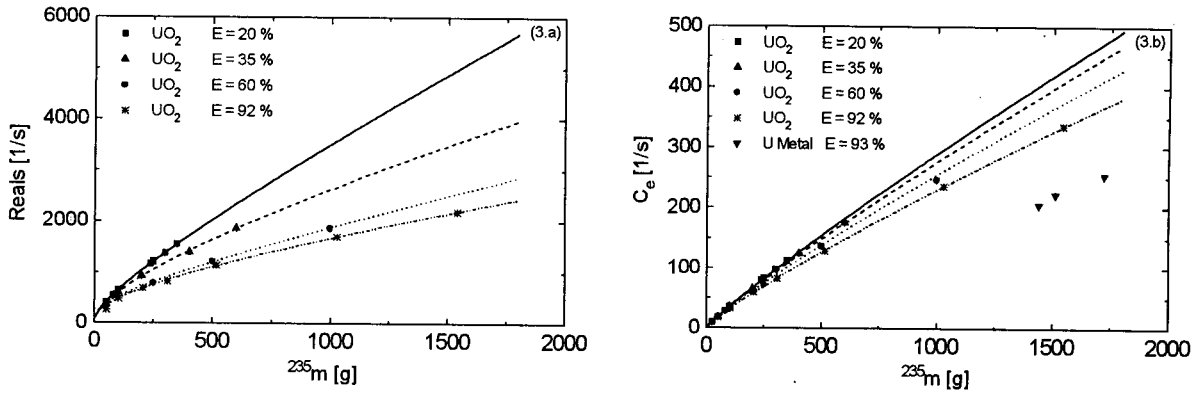 (3.a)
UO2 E = 20 %
UO2 E = 35 %
UO2 E = 60 %
UO2 E = 92 %
Reals [1/s]
6000
4000
2000
0
0 500 1000 1500 2000
235m [g]
(3.b)
UO2 E = 20 %
UO2 E = 35 %
UO2 E = 60 %
UO2 E = 92 %
U Metal E = 93 %
Ce [1/s]
500
400
300
200
100
0
0 500 1000 1500 2000
235m [g]